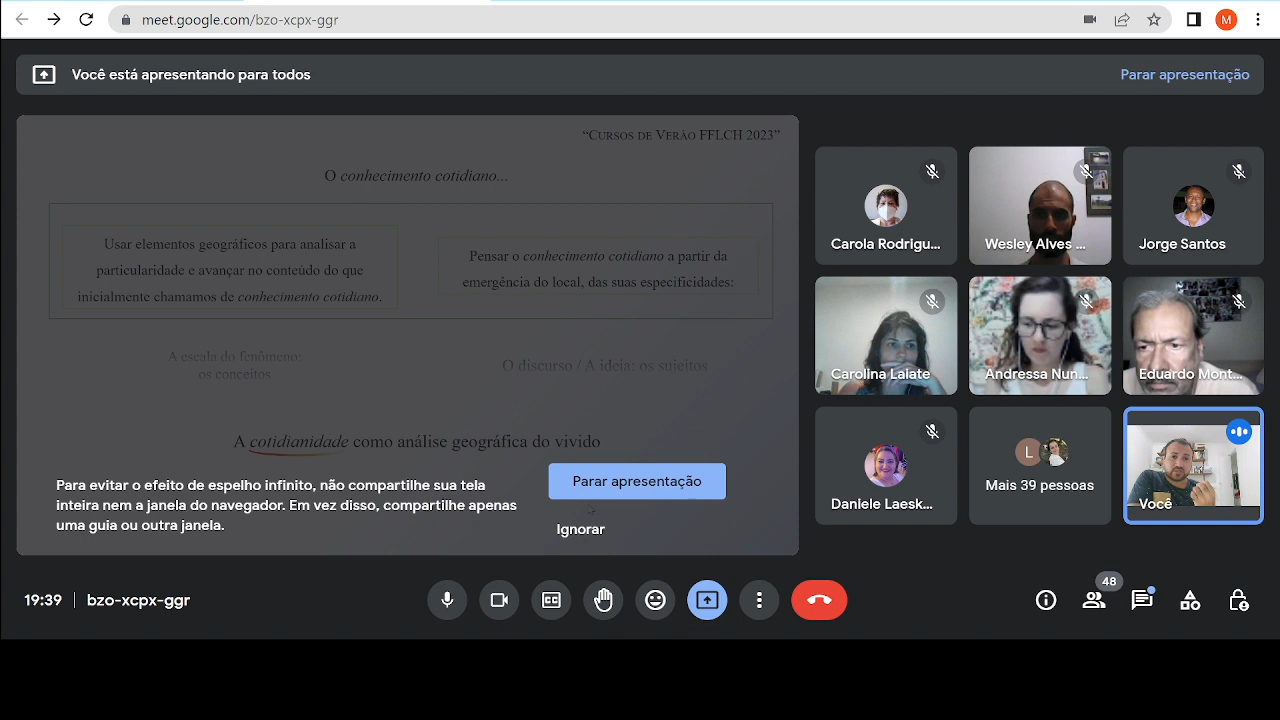 meet.google.com/bzo-xcpx-ggr
M
Você está apresentando para todos
Parar apresentação
“CURSOS DE VERÃO FFLCH 2023”
O conhecimento cotidiano...
Usar elementos geográficos para analisar a
particularidade e avançar no conteúdo do que
inicialmente chamamos de conhecimento cotidiano.
Pensar o conhecimento cotidiano a partir da
emergência do local, das suas especificidades:
A escala do fenômeno:
os conceitos
O discurso / A ideia: os sujeitos
A cotidianidade como análise geográfica do vivido
Para evitar o efeito de espelho infinito, não compartilhe sua tela
inteira nem a janela do navegador. Em vez disso, compartilhe apenas
uma guia ou outra janela.
Parar apresentação
Ignorar
Carola Rodrigu...
Wesley Alves ...
Jorge Santos
Carolina Laiate
Andressa Nun...
Eduardo Mont...
Daniele Laesk...
L
Mais 39 pessoas
Você
19:39
bzo-xcpx-ggr
48